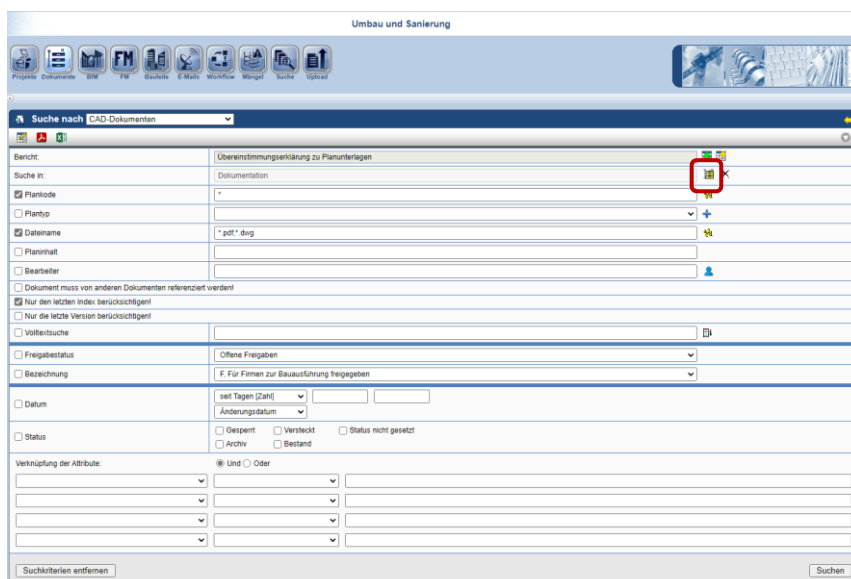 Umbau und Sanierung
Projekte Dokumente BIM FM Bauteile E-Mails Workflow Mängel Suche Upload
FM
Suche nach CAD-Dokumenten
Bericht: Übereinstimmungserklärung zu Planunterlagen
Suche in: Dokumentation
Plankode *
Plantyp
Dateiname *.pdf;*.dwg
Planinhalt
Bearbeiter
Dokument muss von anderen Dokumenten referenziert werden!
Nur den letzten Index berücksichtigen!
Nur die letzte Version berücksichtigen!
Volltextsuche
Freigabestatus Offene Freigaben
Bezeichnung F, Für Firmen zur Bauausführung freigegeben
Datum seit Tagen [Zahl]
Änderungsdatum
Status Gesperrt Versteckt Status nicht gesetzt
Archiv Bestand
Verknüpfung der Attribute: Und Oder
Suchkriterien entfernen Suchen